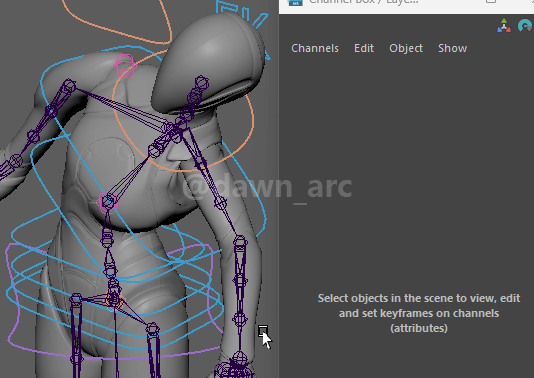 Channel Box / Laye...
Channels Edit Object Show
@dawn_arc
Select objects in the scene to view, edit
and set keyframes on channels
(attributes)